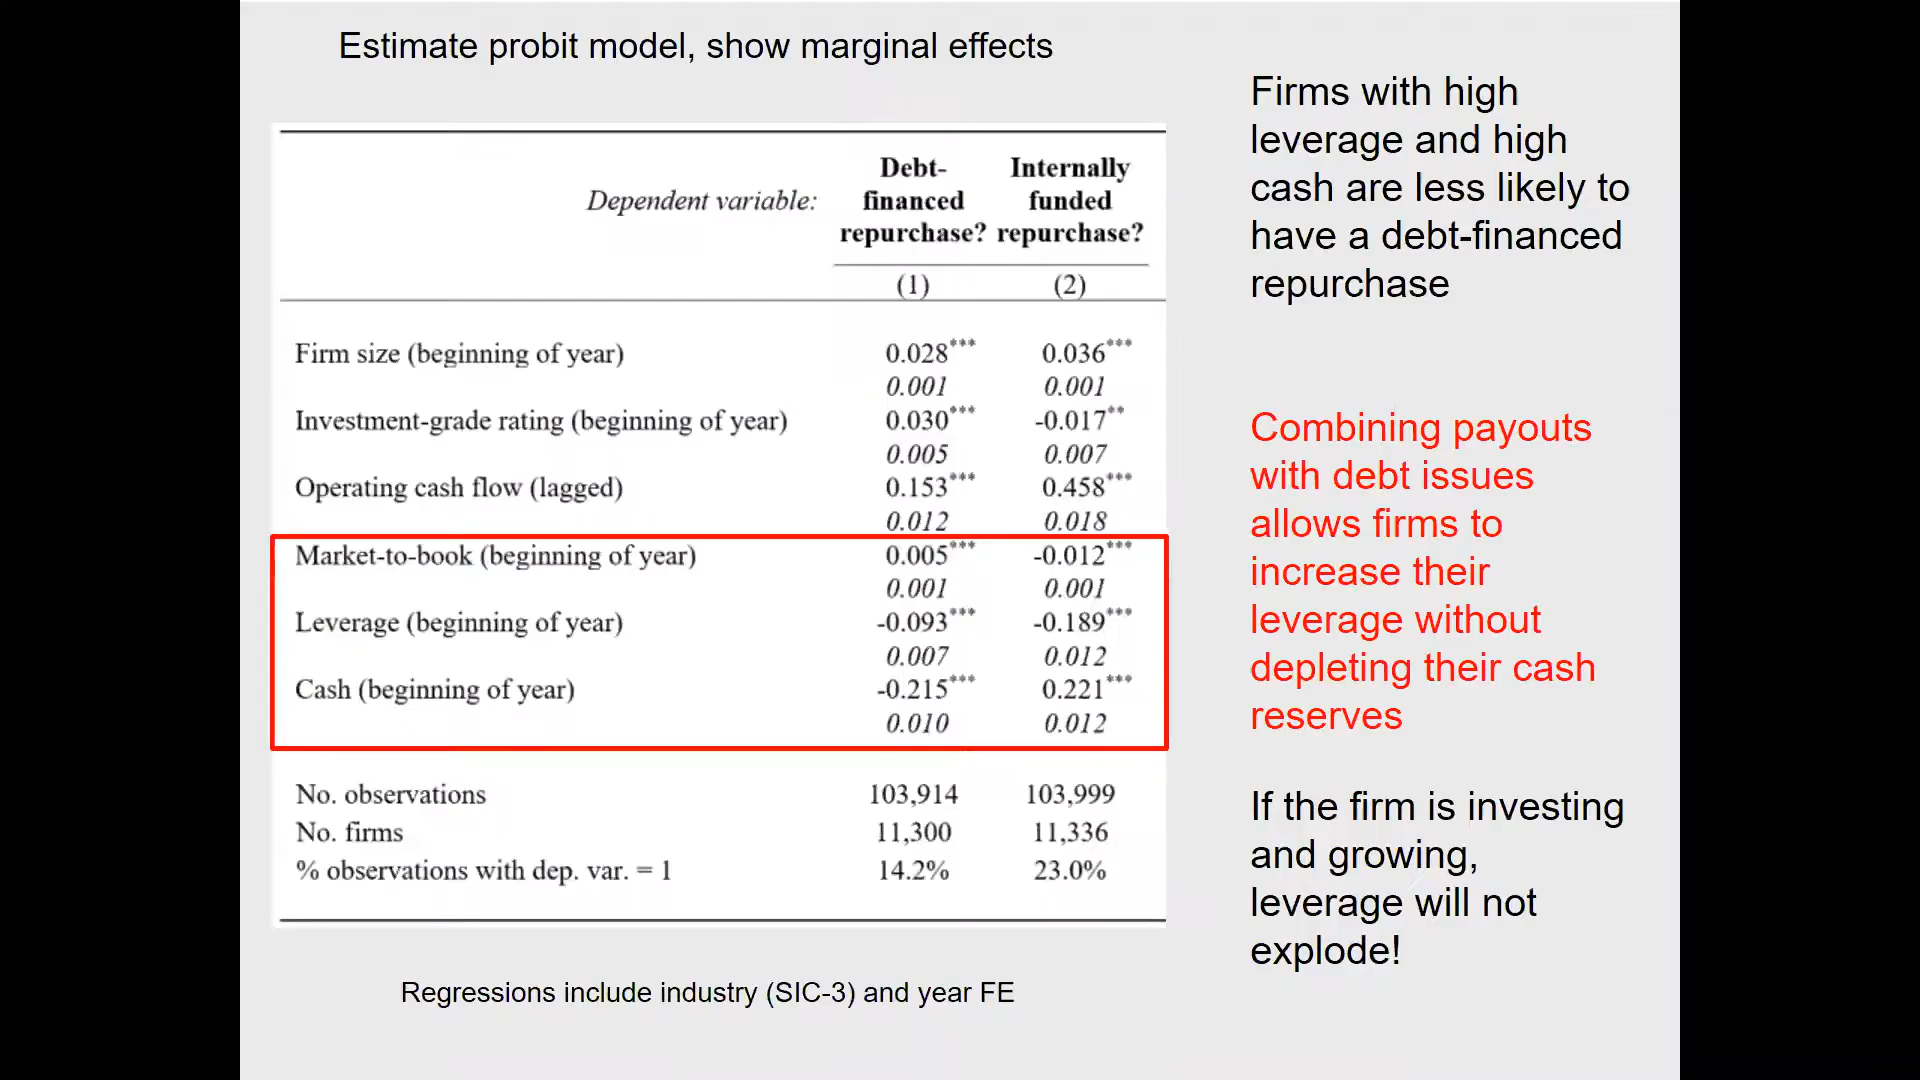 Estimate probit model, show marginal effects
Dependent variable:
Debt-financed repurchase?
Internally funded repurchase?
(1) (2)
Firm size (beginning of year) 0.028*** 0.036***
0.001 0.001
Investment-grade rating (beginning of year) 0.030*** -0.017**
0.005 0.007
Operating cash flow (lagged) 0.153*** 0.458***
0.012 0.018
Market-to-book (beginning of year) 0.005*** -0.012***
0.001 0.001
Leverage (beginning of year) -0.093*** -0.189***
0.007 0.012
Cash (beginning of year) -0.215*** 0.221***
0.010 0.012
No. observations 103,914 103,999
No. firms 11,300 11,336
% observations with dep. var. = 1 14.2% 23.0%
Regressions include industry (SIC-3) and year FE
Firms with high
leverage and high
cash are less likely to
have a debt-financed
repurchase
Combining payouts
with debt issues
allows firms to
increase their
leverage without
depleting their cash
reserves
If the firm is investing
and growing,
leverage will not
explode!